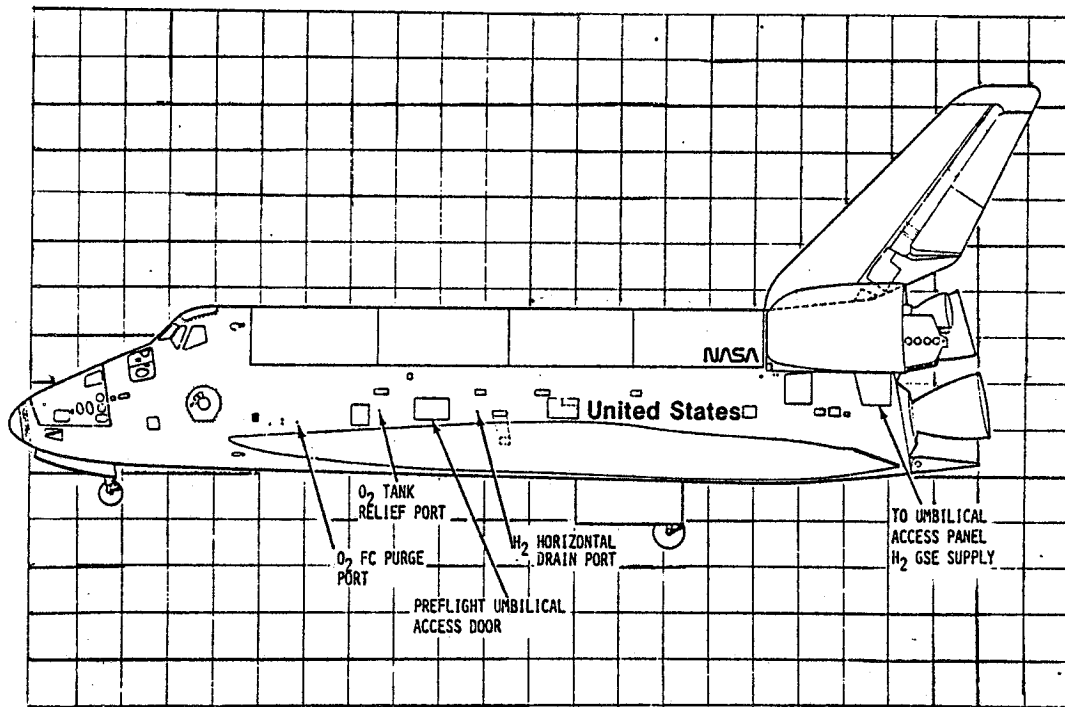 NASA
United States
O₂ TANK
RELIEF PORT
O₂ FC PURGE
PORT
H₂ HORIZONTAL
DRAIN PORT
PREFLIGHT UMBILICAL
ACCESS DOOR
TO UMBILICAL
ACCESS PANEL
H₂ GSE SUPPLY